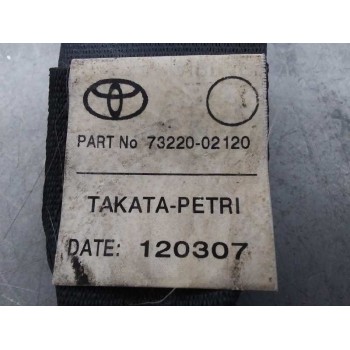 PART No 73220-02120
TAKATA-PETRI
DATE: 120307